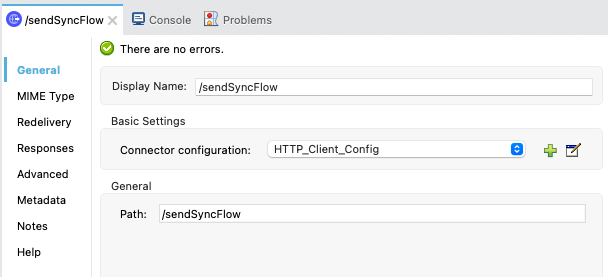 /sendSyncFlow Console Problems
There are no errors.
General
Display Name: /sendSyncFlow
MIME Type
Redelivery
Basic Settings
Responses
Connector configuration: HTTP_Client_Config
Advanced
General
Metadata
Path: /sendSyncFlow
Notes
Help